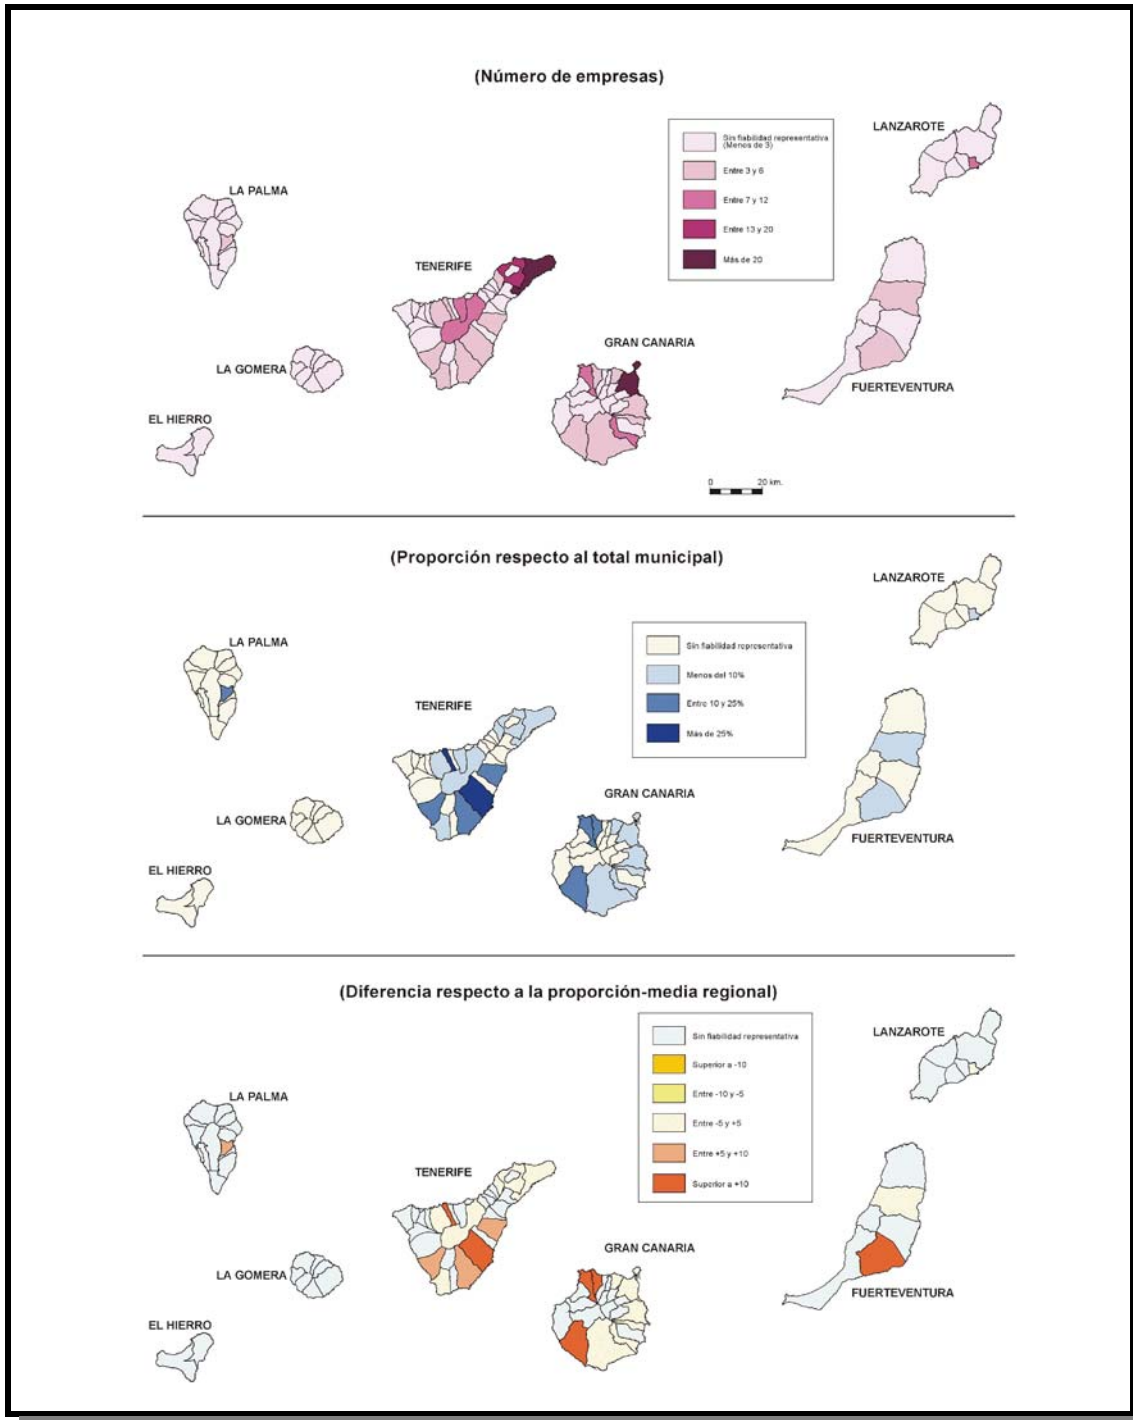 (Número de empresas)
LANZAROTE
Sin fiabilidad representativa
(Menos de 3)
Entre 3 y 6
Entre 7 y 12
Entre 13 y 20
Más de 20
LA PALMA
TENERIFE
GRAN CANARIA
LA GOMERA
FUERTEVENTURA
EL HIERRO
0 20 km.
(Proporción respecto al total municipal)
LANZAROTE
Sin fiabilidad representativa
Menos del 10%
Entre 10 y 25%
Más de 25%
LA PALMA
TENERIFE
GRAN CANARIA
LA GOMERA
FUERTEVENTURA
EL HIERRO
(Diferencia respecto a la proporción-media regional)
LANZAROTE
Sin fiabilidad representativa
Superior a -10
Entre -10 y -5
Entre -5 y +5
Entre +5 y +10
Superior a +10
LA PALMA
TENERIFE
GRAN CANARIA
LA GOMERA
FUERTEVENTURA
EL HIERRO